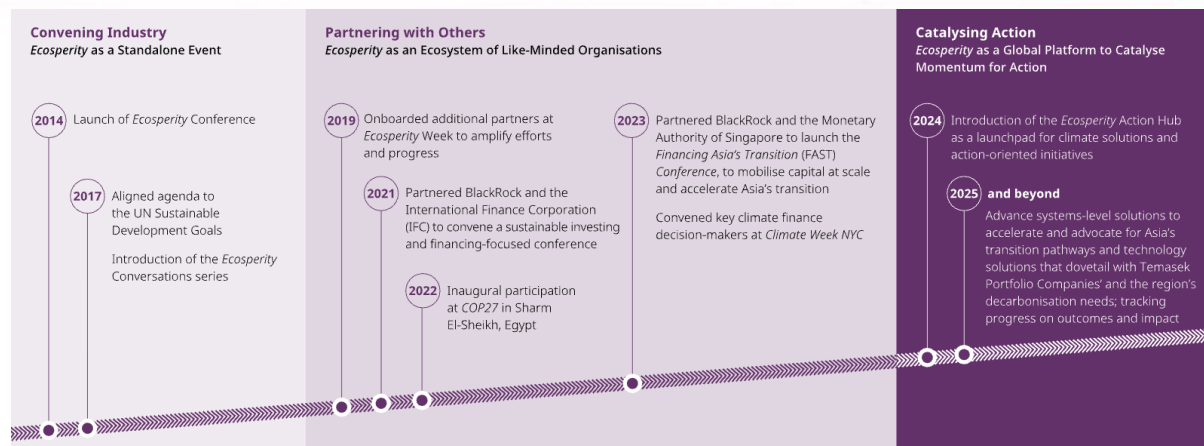 Convening Industry
Ecosperity as a Standalone Event
2014
Launch of Ecosperity Conference
2017
Aligned agenda to
the UN Sustainable
Development Goals
Introduction of the Ecosperity
Conversations series
Partnering with Others
Ecosperity as an Ecosystem of Like-Minded Organisations
2019
Onboarded additional partners at
Ecosperity Week to amplify efforts
and progress
2021
Partnered BlackRock and the
International Finance Corporation
(IFC) to convene a sustainable investing
and financing-focused conference
2022
Inaugural participation
at COP27 in Sharm
El-Sheikh, Egypt
2023
Partnered BlackRock and the Monetary
Authority of Singapore to launch the
Financing Asia's Transition (FAST)
Conference, to mobilise capital at scale
and accelerate Asia's transition
Convened key climate finance
decision-makers at Climate Week NYC
Catalysing Action
Ecosperity as a Global Platform to Catalyse
Momentum for Action
2024
Introduction of the Ecosperity Action Hub
as a launchpad for climate solutions and
action-oriented initiatives
2025 and beyond
Advance systems-level solutions to
accelerate and advocate for Asia's
transition pathways and technology
solutions that dovetail with Temasek
Portfolio Companies' and the region's
decarbonisation needs; tracking
progress on outcomes and impact